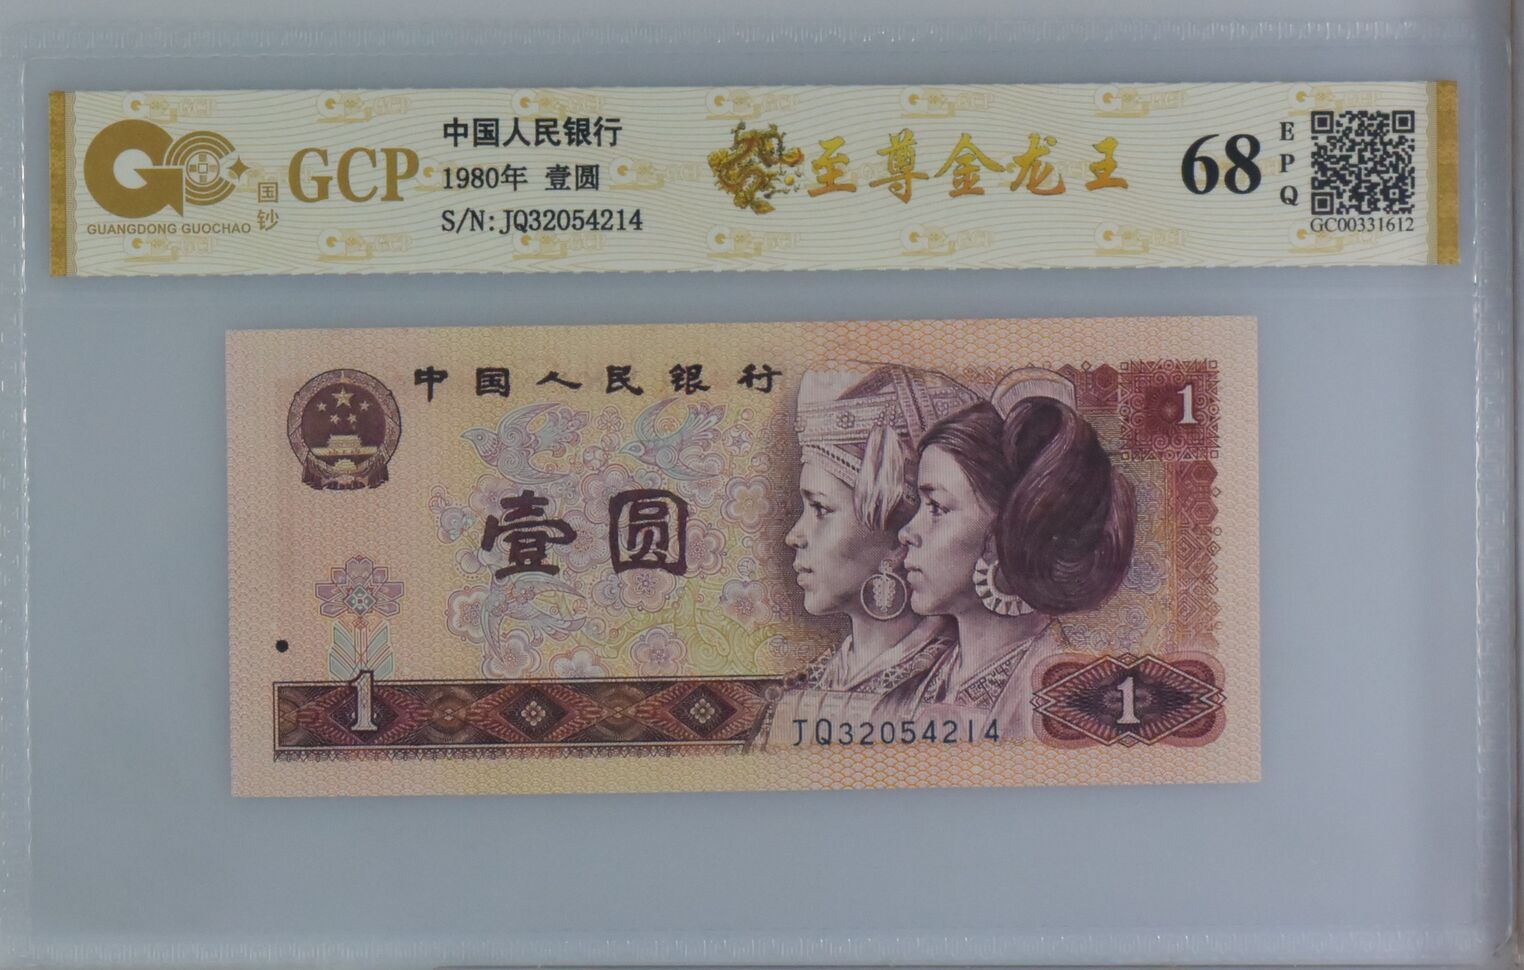 GCP
GUANGDONG GUOCHAO
国钞
中国人民银行
1980年 壹圆
S/N:JQ32054214
至尊金龙王
68
EPQ
GC00331612
中国人民银行
1
壹圆
1
JQ32054214
1